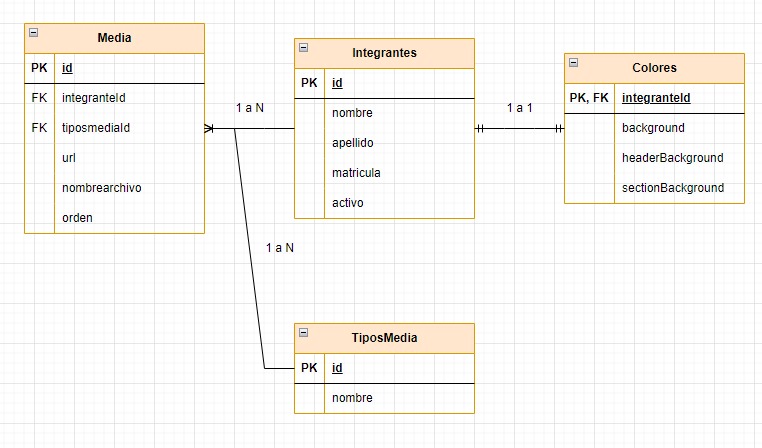 Media
PK id
FK integranteId
FK tiposmediaId
url
nombrearchivo
orden
1 a N
Integrantes
PK id
nombre
apellido
matricula
activo
1 a 1
Colores
PK, FK integranteId
background
headerBackground
sectionBackground
1 a N
TiposMedia
PK id
nombre